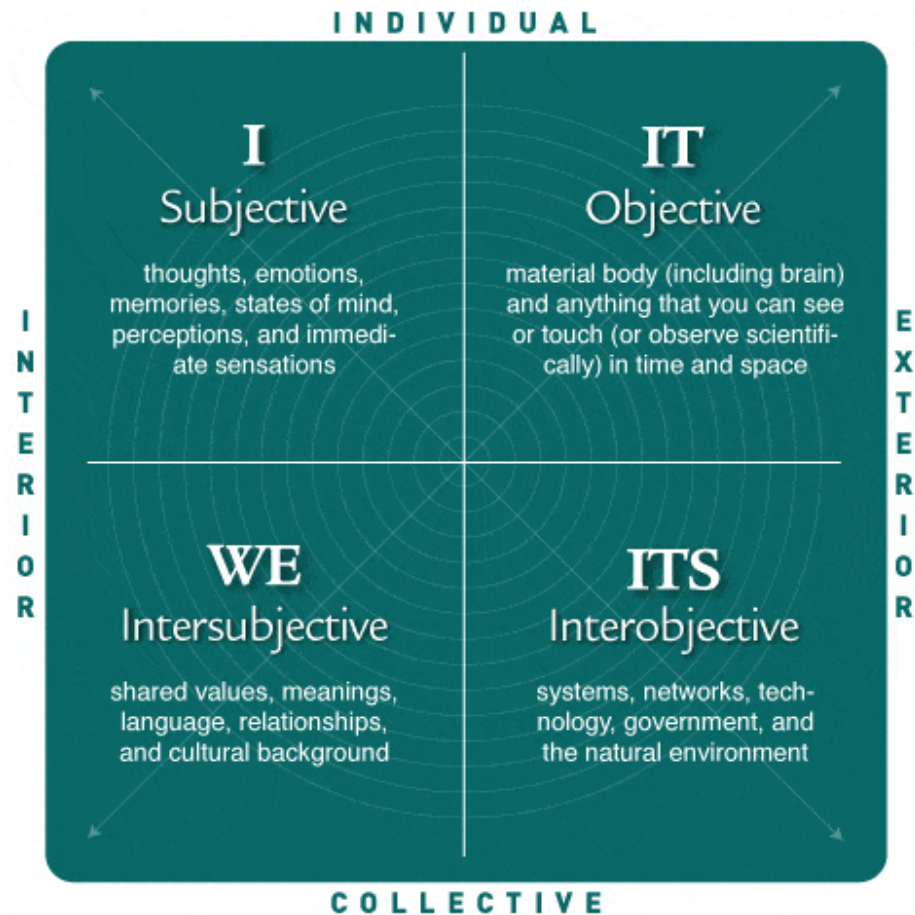 INDIVIDUAL
I
Subjective
thoughts, emotions,
memories, states of mind,
perceptions, and immedi-
ate sensations
IT
Objective
material body (including brain)
and anything that you can see
or touch (or observe scientifi-
cally) in time and space
INTERIOR
EXTERIOR
WE
Intersubjective
shared values, meanings,
language, relationships,
and cultural background
ITS
Interobjective
systems, networks, tech-
nology, government, and
the natural environment
COLLECTIVE